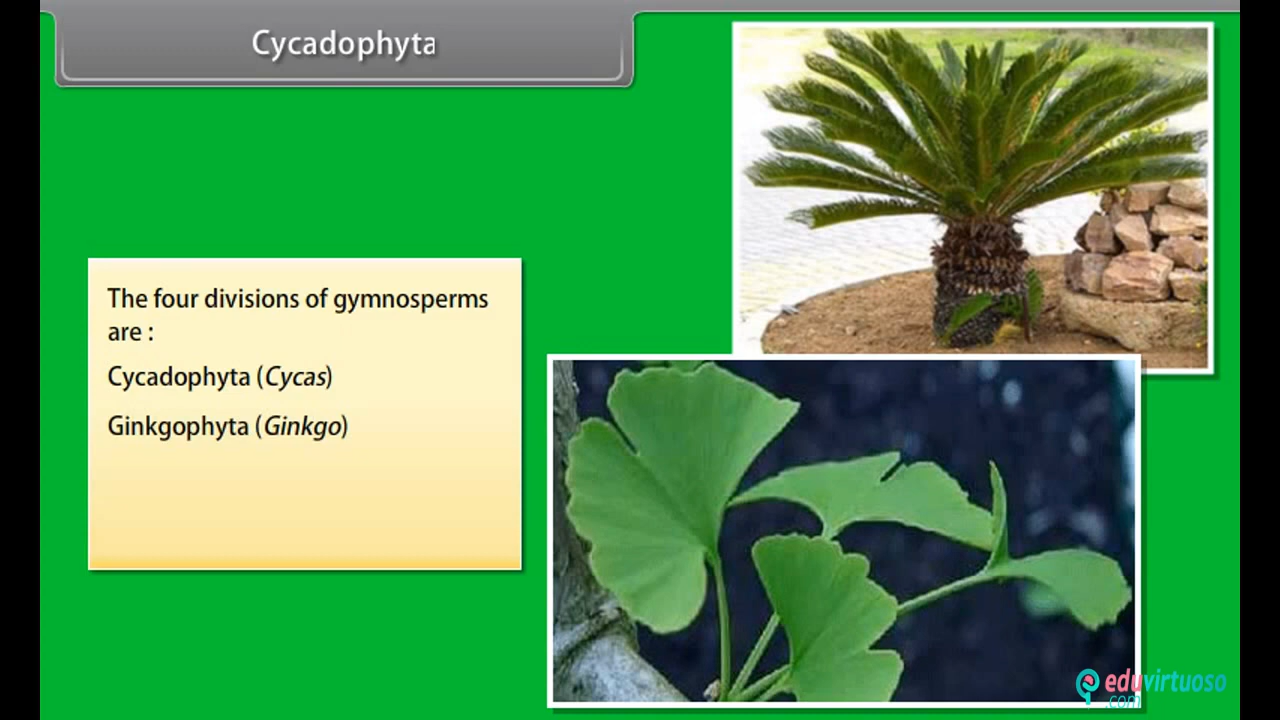 Cycadophyta
The four divisions of gymnosperms
are :
Cycadophyta (Cycas)
Ginkgophyta (Ginkgo)
eduvirtuoso
.com